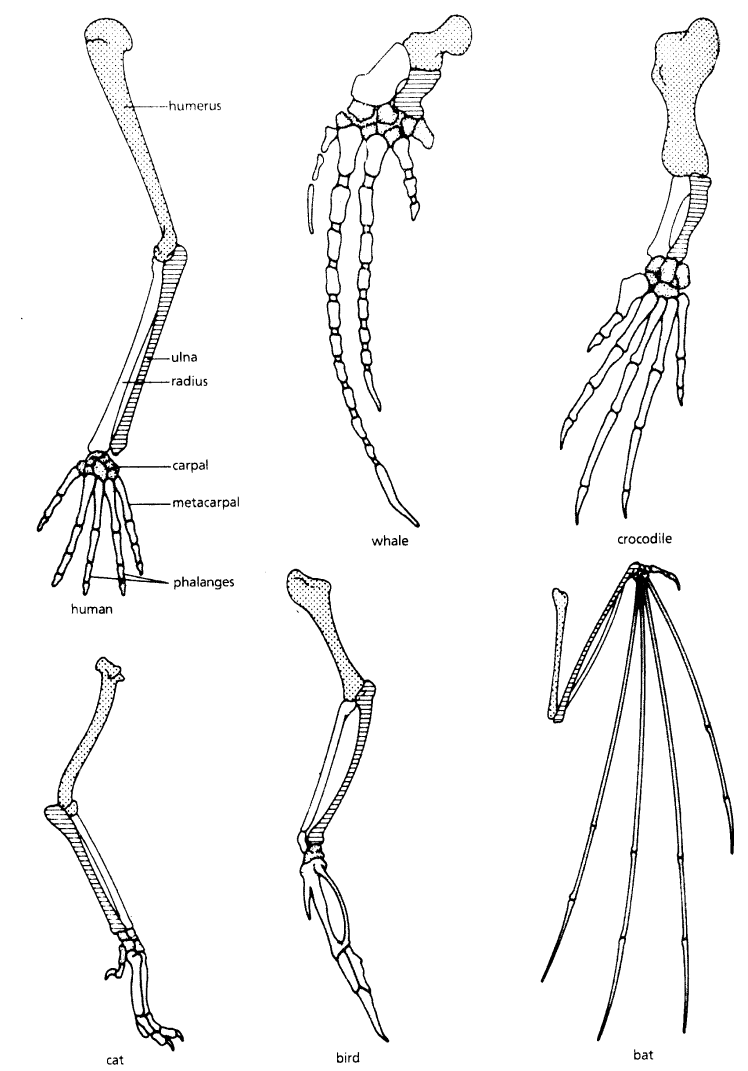 humerus
ulna
radius
carpal
metacarpal
phalanges
human
whale
crocodile
cat
bird
bat